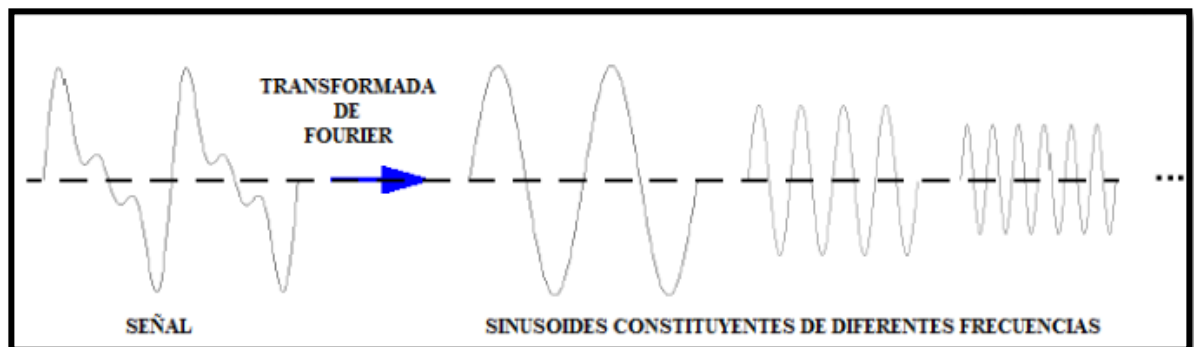 TRANSFORMADA
DE
FOURIER
...
SEÑAL
SINUSOIDES CONSTITUYENTES DE DIFERENTES FRECUENCIAS